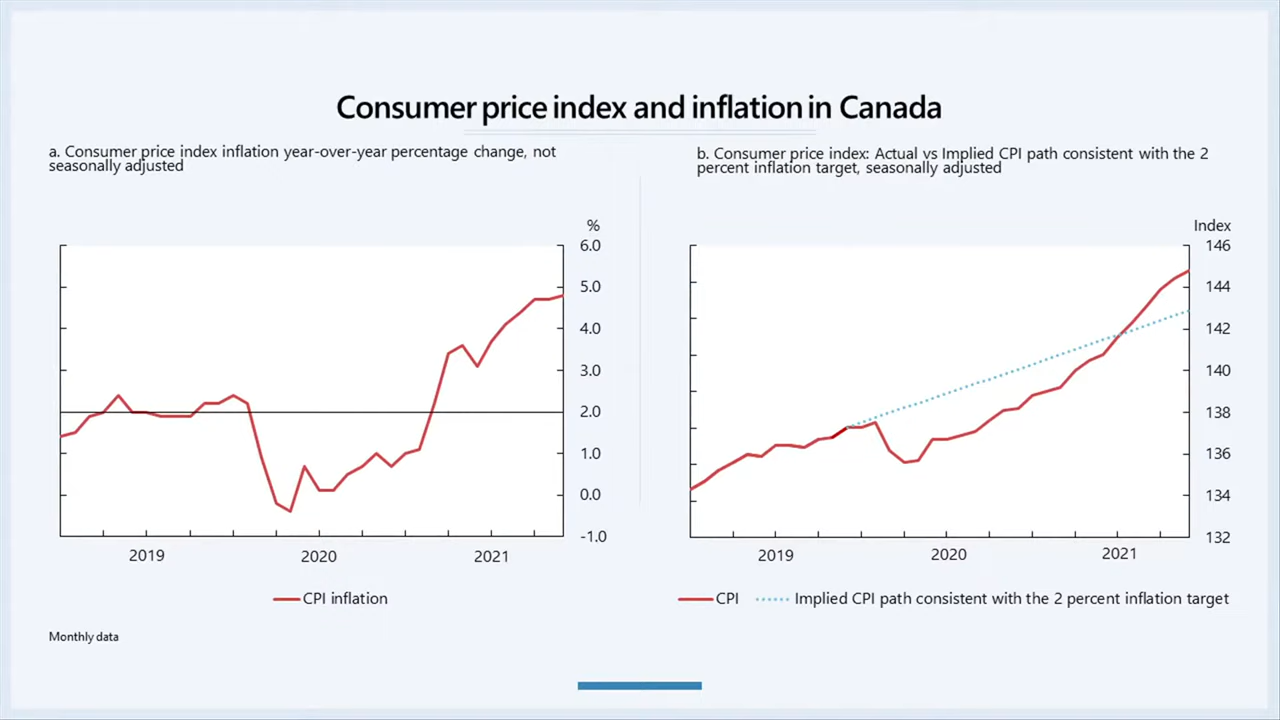 Consumer price index and inflation in Canada
a. Consumer price index inflation year-over-year percentage change, not
seasonally adjusted
%
6.0
5.0
4.0
3.0
2.0
1.0
0.0
-1.0
2019 2020 2021
CPI inflation
Monthly data
b. Consumer price index: Actual vs Implied CPI path consistent with the 2
percent inflation target, seasonally adjusted
Index
146
144
142
140
138
136
134
132
2019 2020 2021
CPI Implied CPI path consistent with the 2 percent inflation target